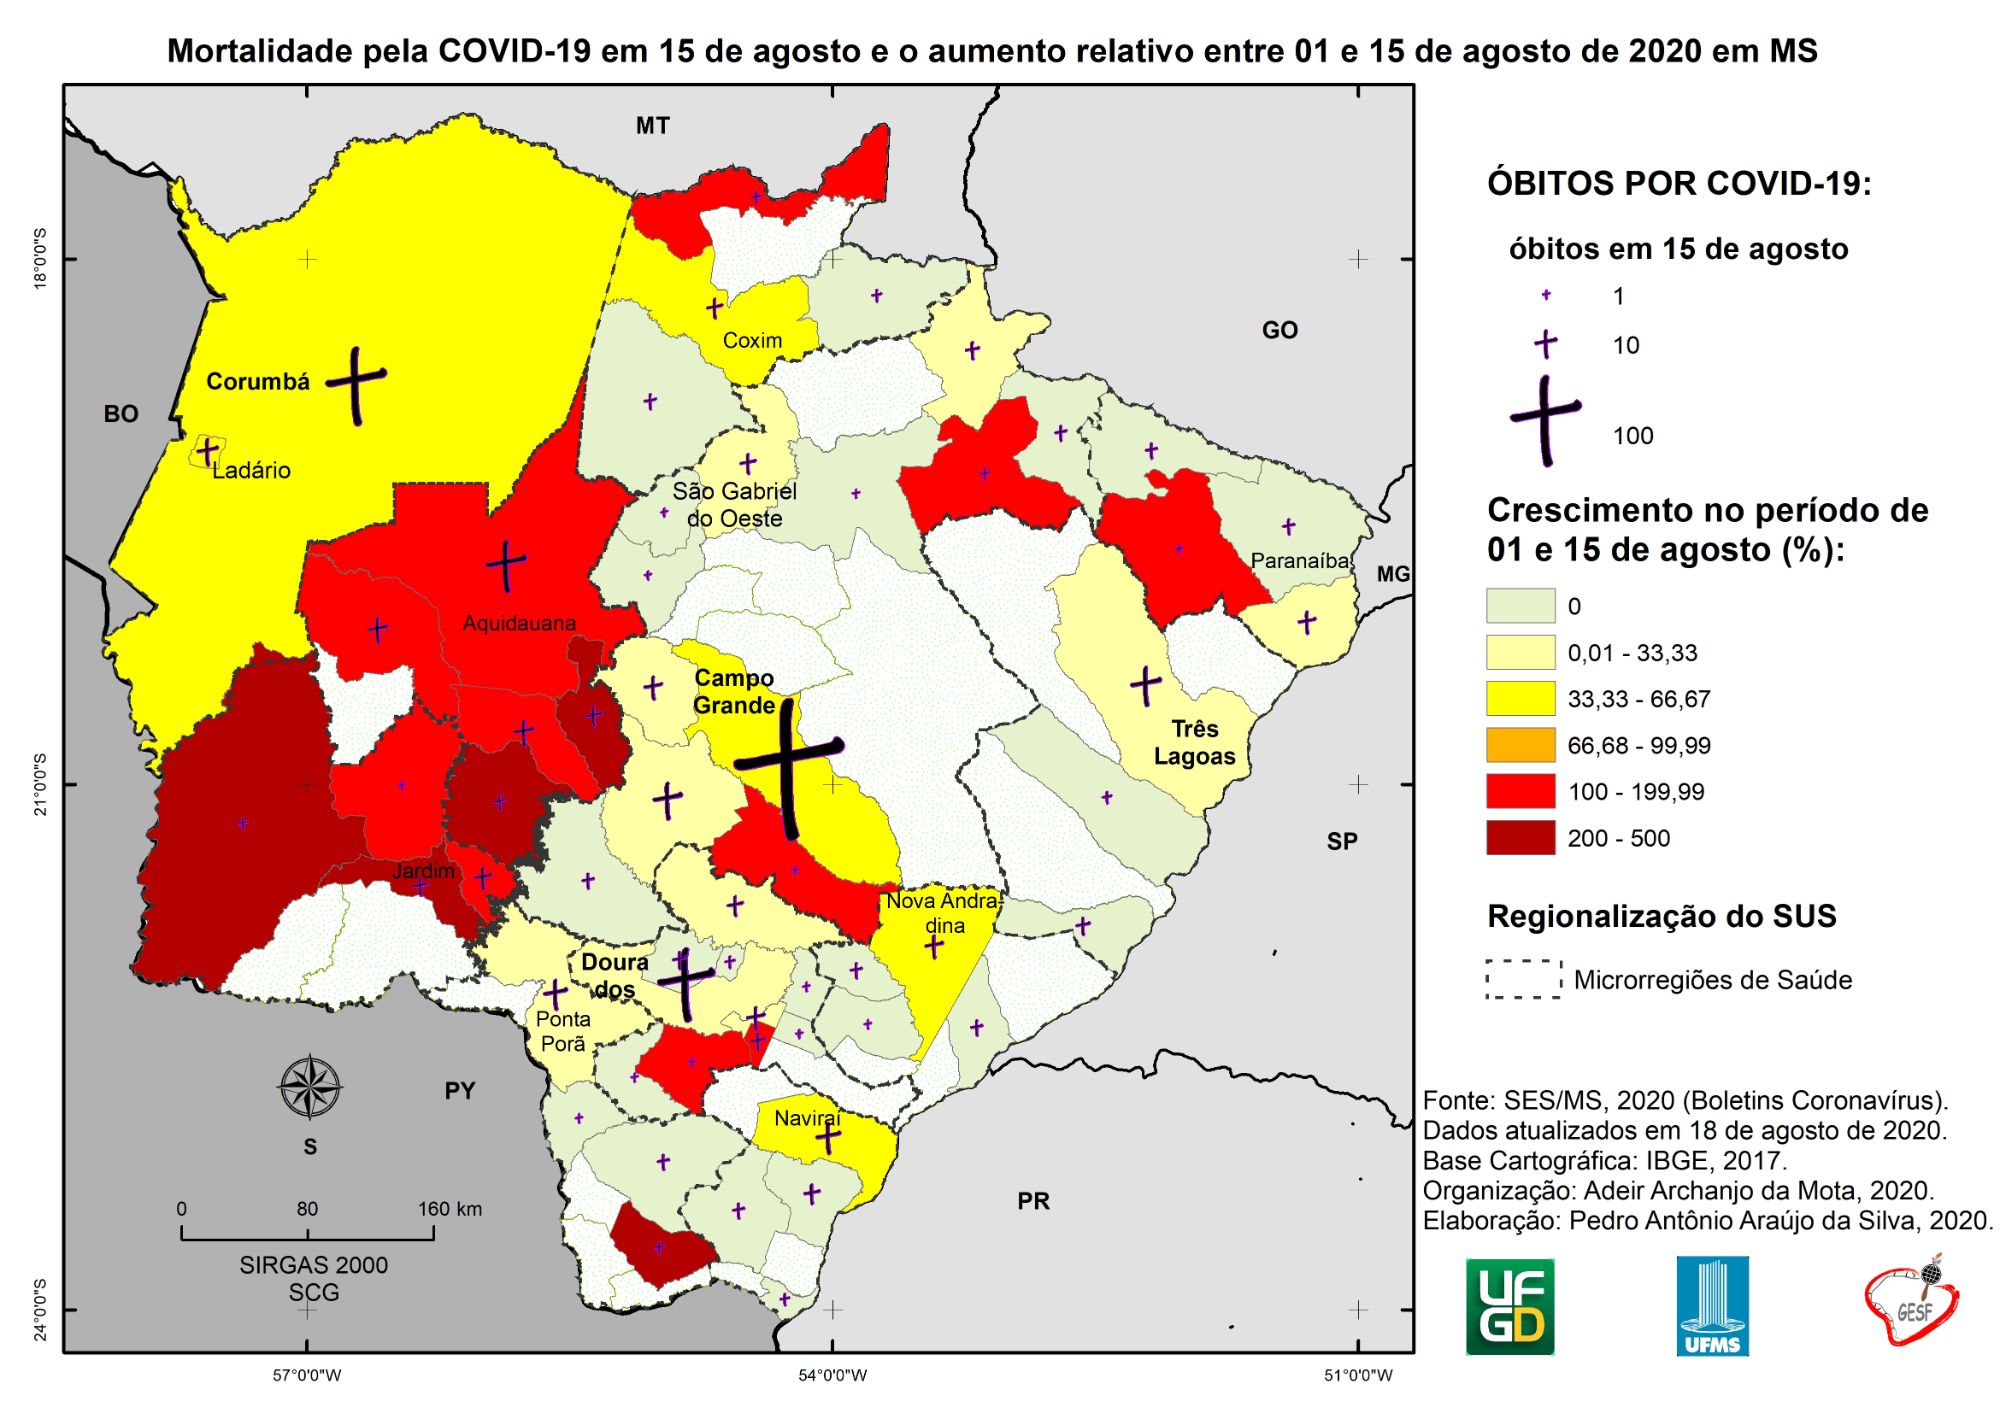 Mortalidade pela COVID-19 em 15 de agosto e o aumento relativo entre 01 e 15 de agosto de 2020 em MS
MT
GO
BO
MG
SP
PY
PR
18°0'0"S
21°0'0"S
24°0'0"S
57°0'0"W
54°0'0"W
51°0'0"W
Corumbá
Ladário
Coxim
São Gabriel
do Oeste
Paranaíba
Aquidauana
Campo
Grande
Três
Lagoas
Jardim
Nova Andra-
dina
Doura
dos
Ponta
Porã
Naviraí
S
0 80 160 km
SIRGAS 2000
SCG
ÓBITOS POR COVID-19:
óbitos em 15 de agosto
1
10
100
Crescimento no período de
01 e 15 de agosto (%):
0
0,01 - 33,33
33,33 - 66,67
66,68 - 99,99
100 - 199,99
200 - 500
Regionalização do SUS
Microrregiões de Saúde
Fonte: SES/MS, 2020 (Boletins Coronavírus).
Dados atualizados em 18 de agosto de 2020.
Base Cartográfica: IBGE, 2017.
Organização: Adeir Archanjo da Mota, 2020.
Elaboração: Pedro Antônio Araújo da Silva, 2020.
UF
GD
UFMS
GESF